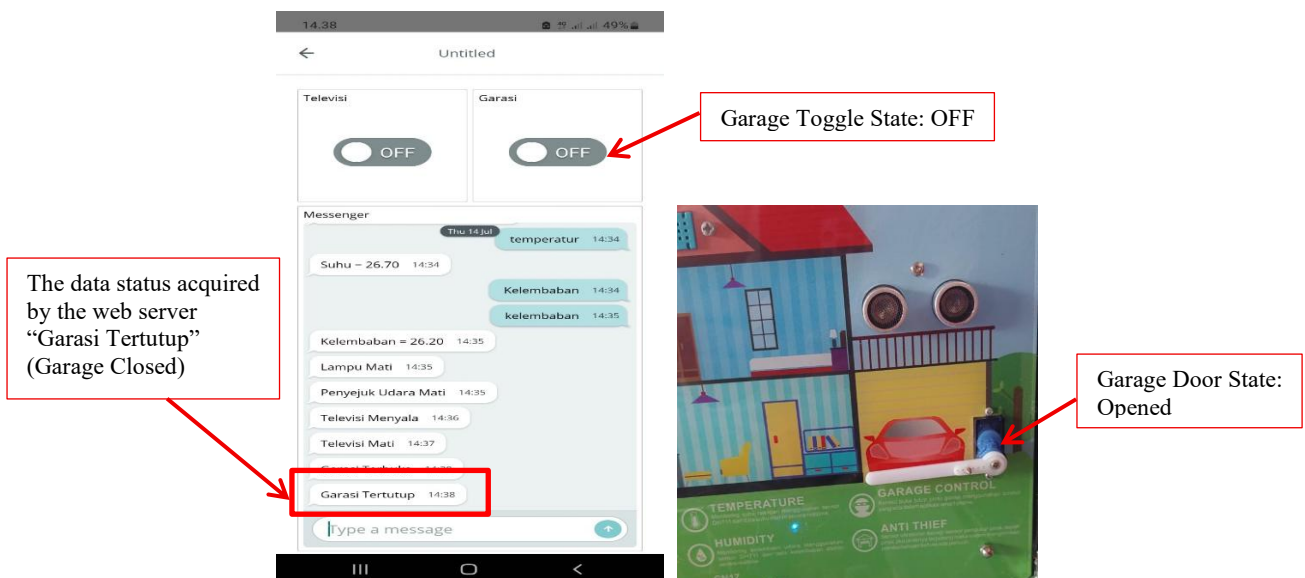 14.38
49%
Untitled
Televisi
Garasi
OFF
OFF
Garage Toggle State: OFF
Messenger
Thu 14 Jul
temperatur 14:34
Suhu – 26.70 14:34
Kelembaban 14:34
kelembaban 14:35
Kelembaban = 26.20 14:35
Lampu Mati 14:35
Penyejuk Udara Mati 14:35
Televisi Menyala 14:36
Televisi Mati 14:37
Garasi Tertutup 14:38
Type a message
The data status acquired
by the web server
“Garasi Tertutup”
(Garage Closed)
Garage Door State:
Opened
TEMPERATURE
HUMIDITY
GARAGE CONTROL
ANTI THIEF